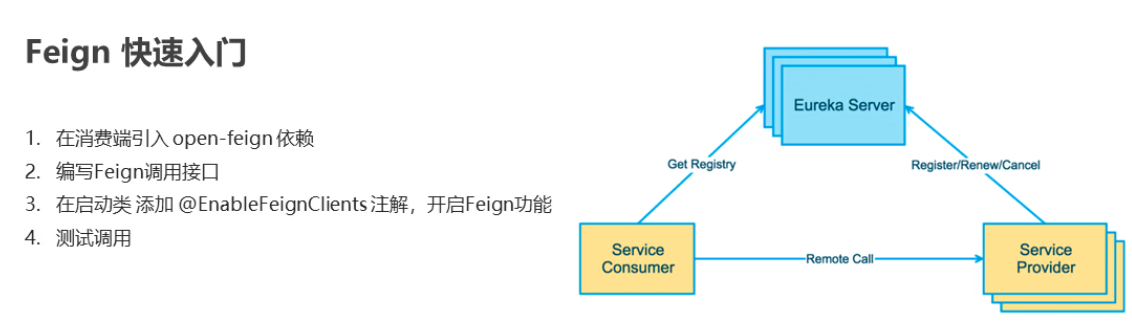 Feign 快速入门
1. 在消费端引入 open-feign 依赖
2. 编写Feign调用接口
3. 在启动类 添加 @EnableFeignClients 注解，开启Feign功能
4. 测试调用
Eureka Server
Get Registry
Register/Renew/Cancel
Service
Consumer
Remote Call
Service
Provider